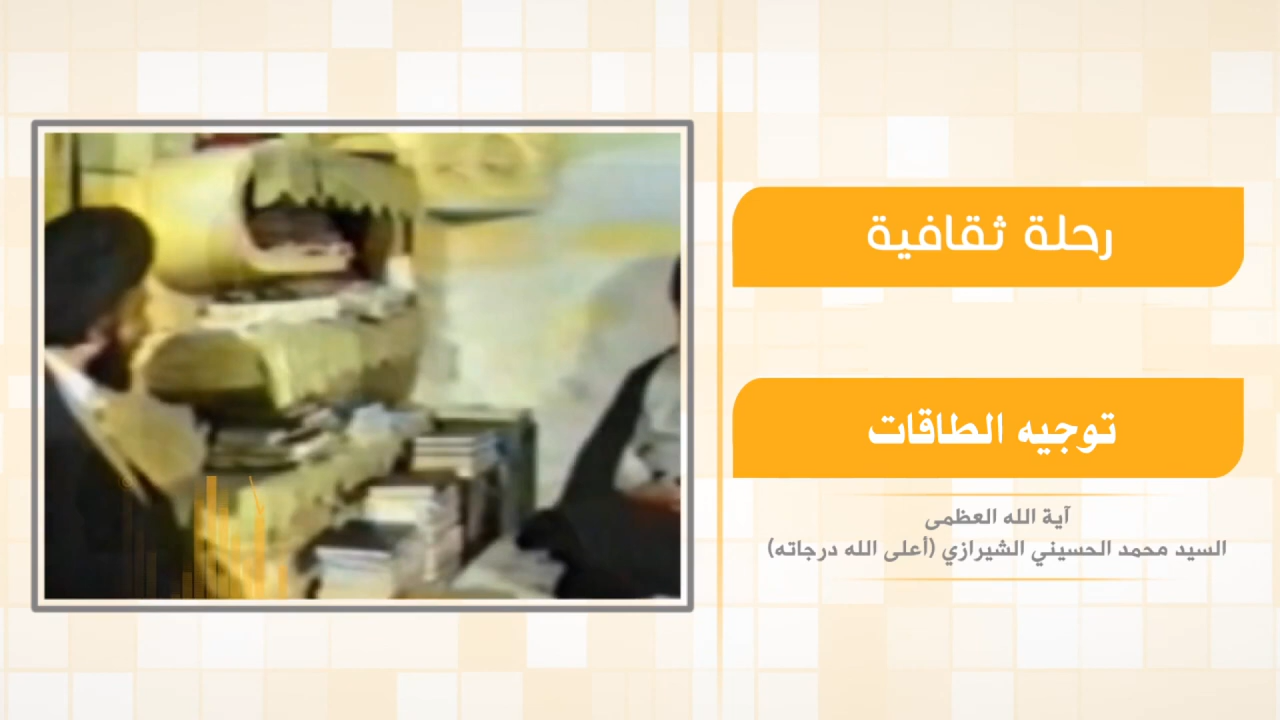 رحلة ثقافية
توجيه الطاقات
آية الله العظمى
السيد محمد الحسيني الشيرازي (أعلى الله درجاته)